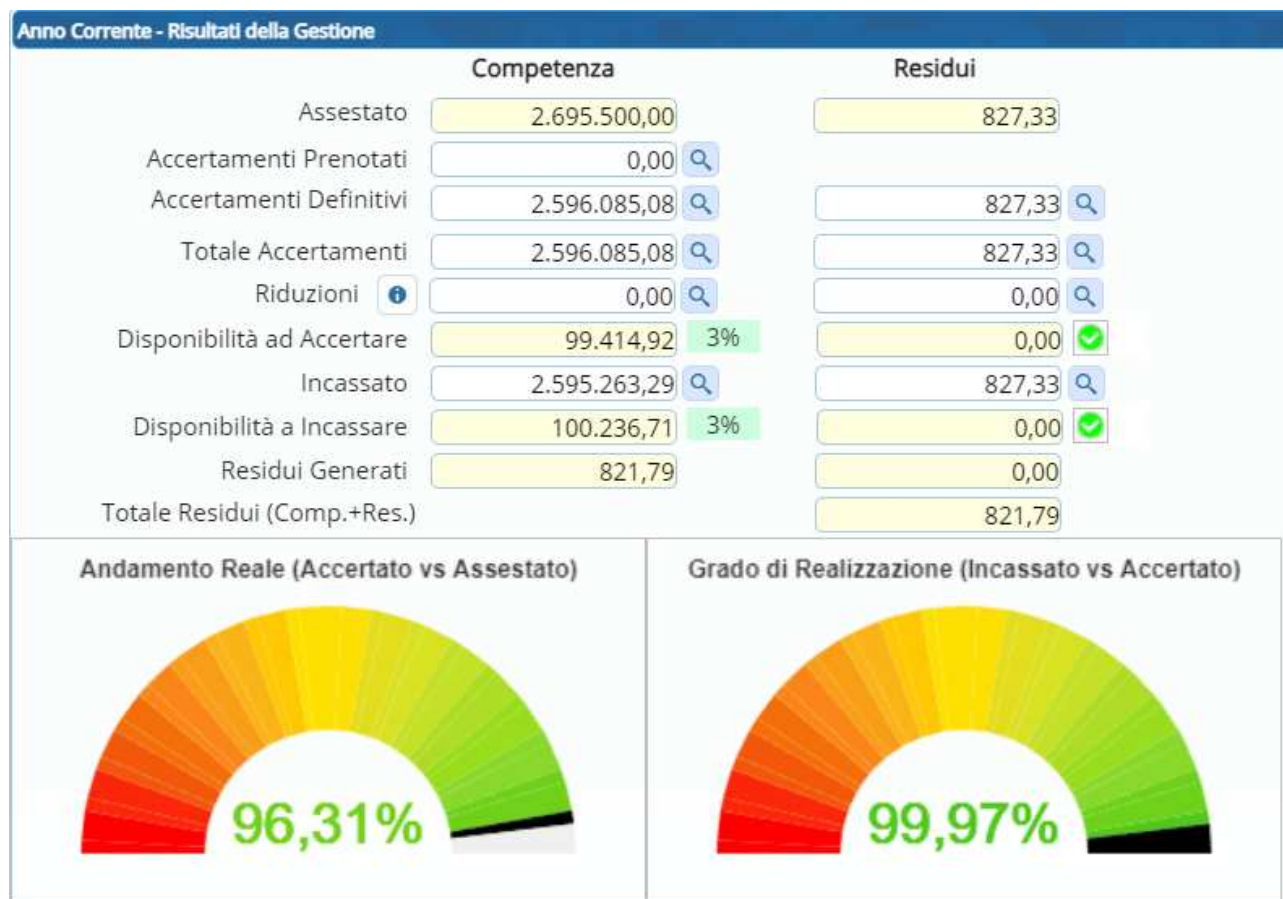 Anno Corrente - Risultati della Gestione
Competenza Residui
Assestato 2.695.500,00 827,33
Accertamenti Prenotati 0,00
Accertamenti Definitivi 2.596.085,08 827,33
Totale Accertamenti 2.596.085,08 827,33
Riduzioni 0,00 0,00
Disponibilità ad Accertare 99.414,92 3% 0,00
Incassato 2.595.263,29 827,33
Disponibilità a Incassare 100.236,71 3% 0,00
Residui Generati 821,79 0,00
Totale Residui (Comp.+Res.) 821,79
Andamento Reale (Accertato vs Assestato)
96,31%
Grado di Realizzazione (Incassato vs Accertato)
99,97%